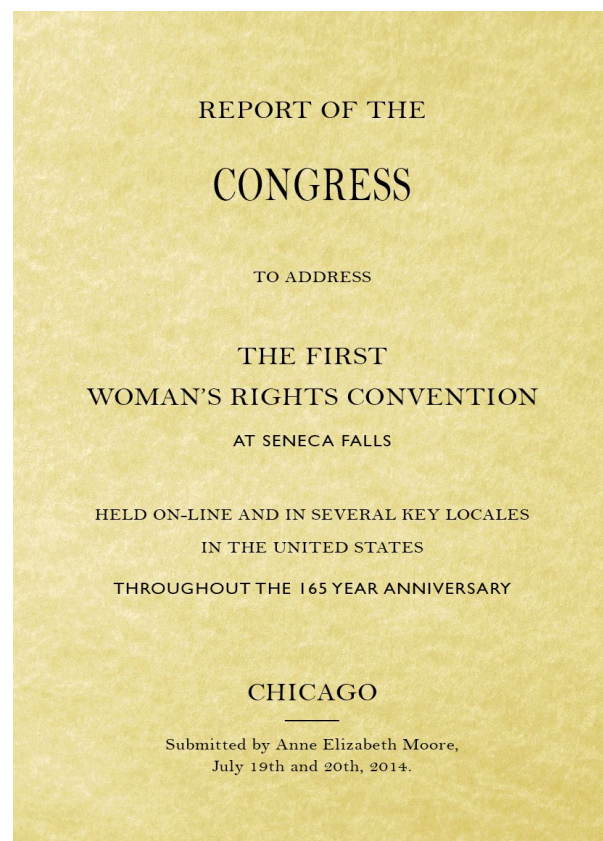 REPORT OF THE
CONGRESS
TO ADDRESS
THE FIRST
WOMAN'S RIGHTS CONVENTION
AT SENECA FALLS
HELD ON-LINE AND IN SEVERAL KEY LOCALES
IN THE UNITED STATES
THROUGHOUT THE 165 YEAR ANNIVERSARY
CHICAGO
Submitted by Anne Elizabeth Moore,
July 19th and 20th, 2014.